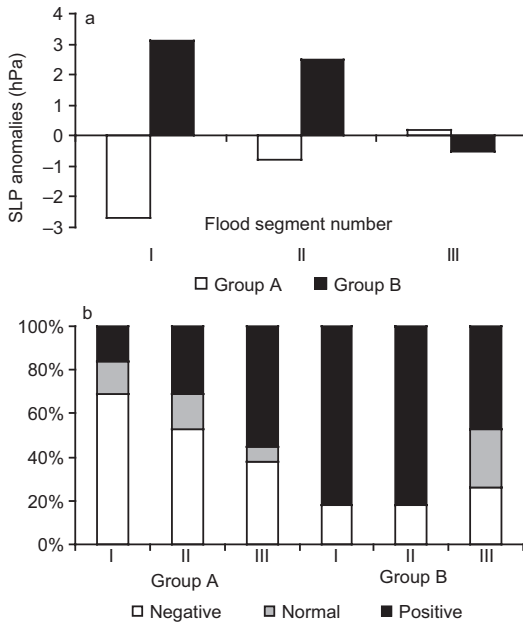 a
4
3
2
1
0
–1
–2
–3
SLP anomalies (hPa)
Flood segment number
I II III
Group A Group B
b
100%
80%
60%
40%
20%
0%
I II III I II III
Group A Group B
Negative Normal Positive